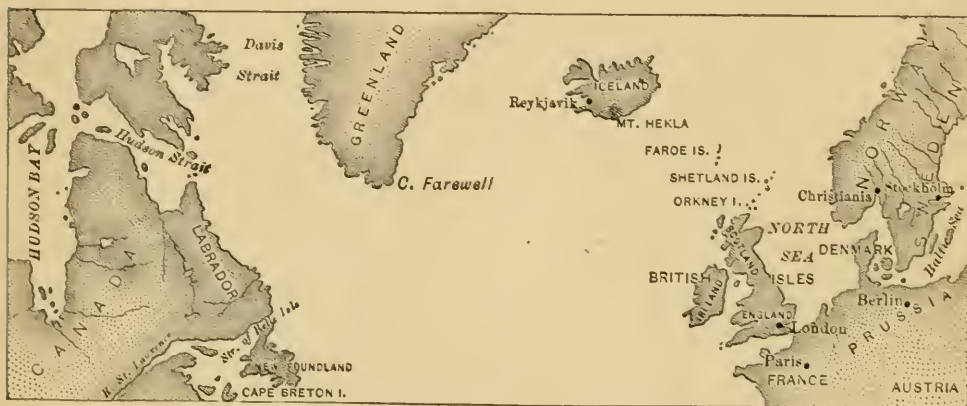 Davis
Strait
GREENLAND
ICELAND
Reykjavik
MT. HEKLA
NORWAY
SWEDEN
HUDSON BAY
Hudson Strait
C. Farewell
FAROE IS.
SHETLAND IS.
ORKNEY I.
Christiania
Stockholm
NORTH
SEA
DENMARK
Baltic Sea
LABRADOR
CANADA
SCOTLAND
BRITISH
ISLES
IRELAND
ENGLAND
London
Berlin
PRUSSIA
R. St. Lawrence
Str. of Belle Isle
NEWFOUNDLAND
CAPE BRETON I.
Paris
FRANCE
AUSTRIA